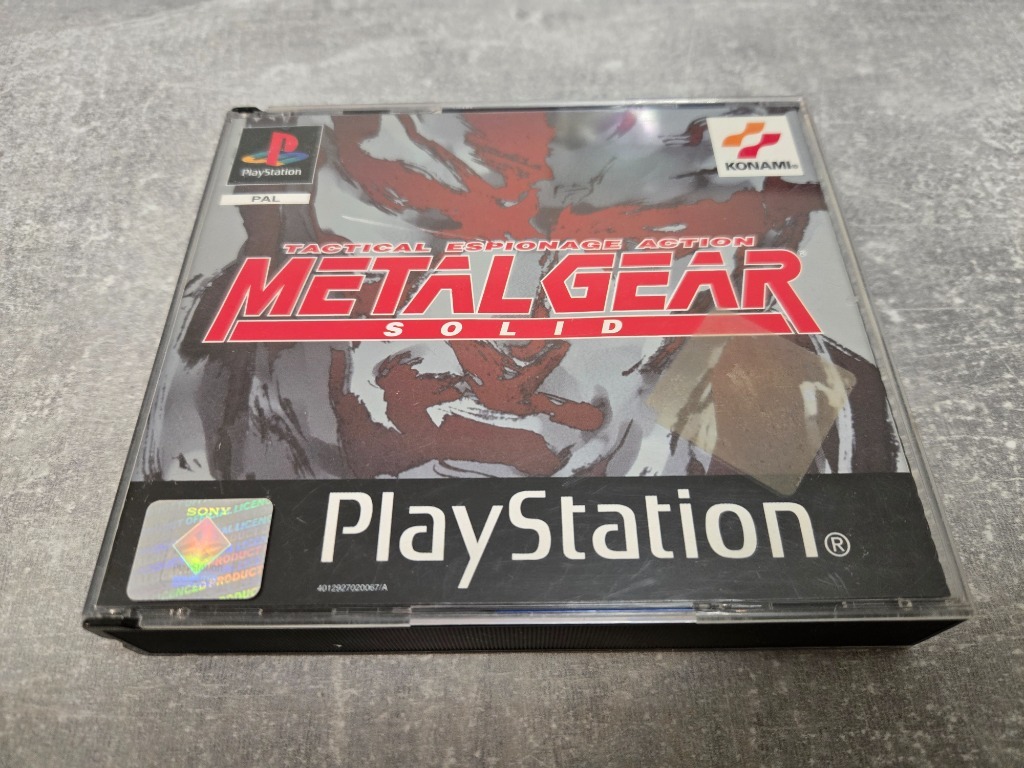 PlayStation
PAL
KONAMI®
TACTICAL ESPIONAGE ACTION
METAL GEAR
SOLID
SONY
PlayStation®
4012927020067/A